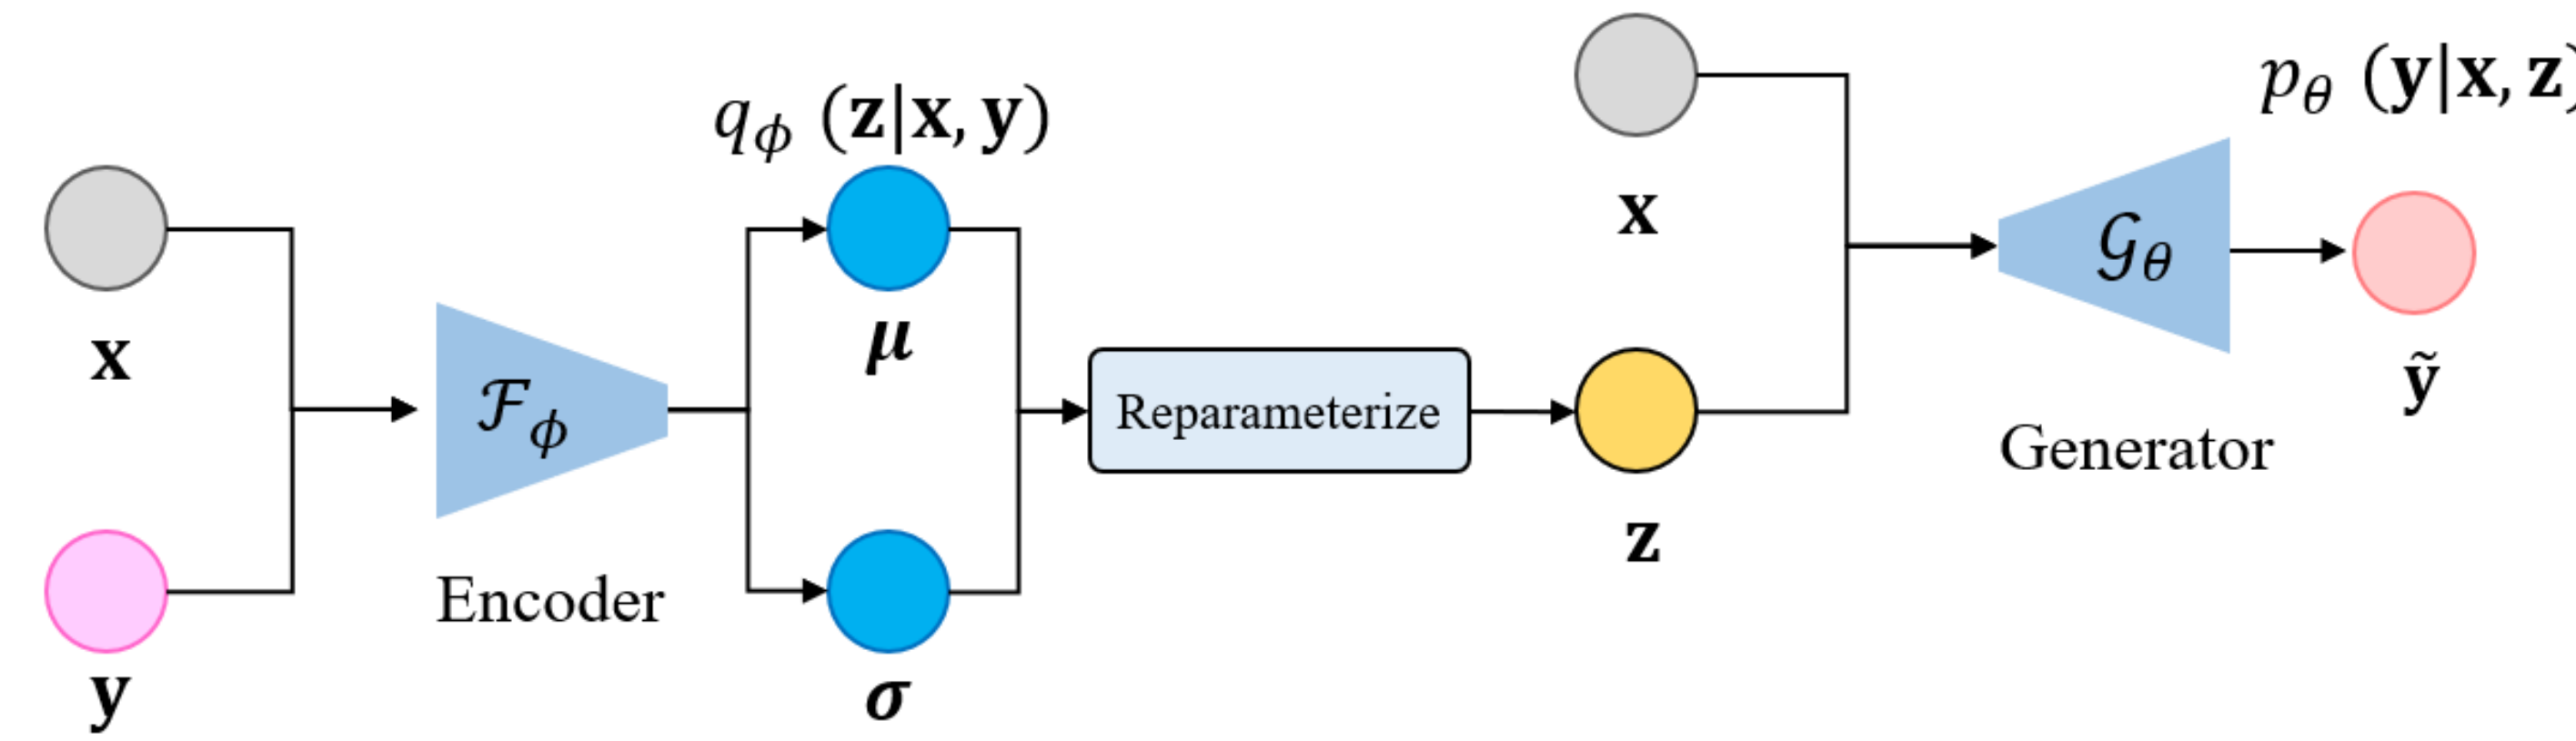 x
y
ℱϕ
Encoder
qϕ (z|x, y)
μ
σ
Reparameterize
x
z
𝒢θ
Generator
pθ (y|x, z)
ỹ